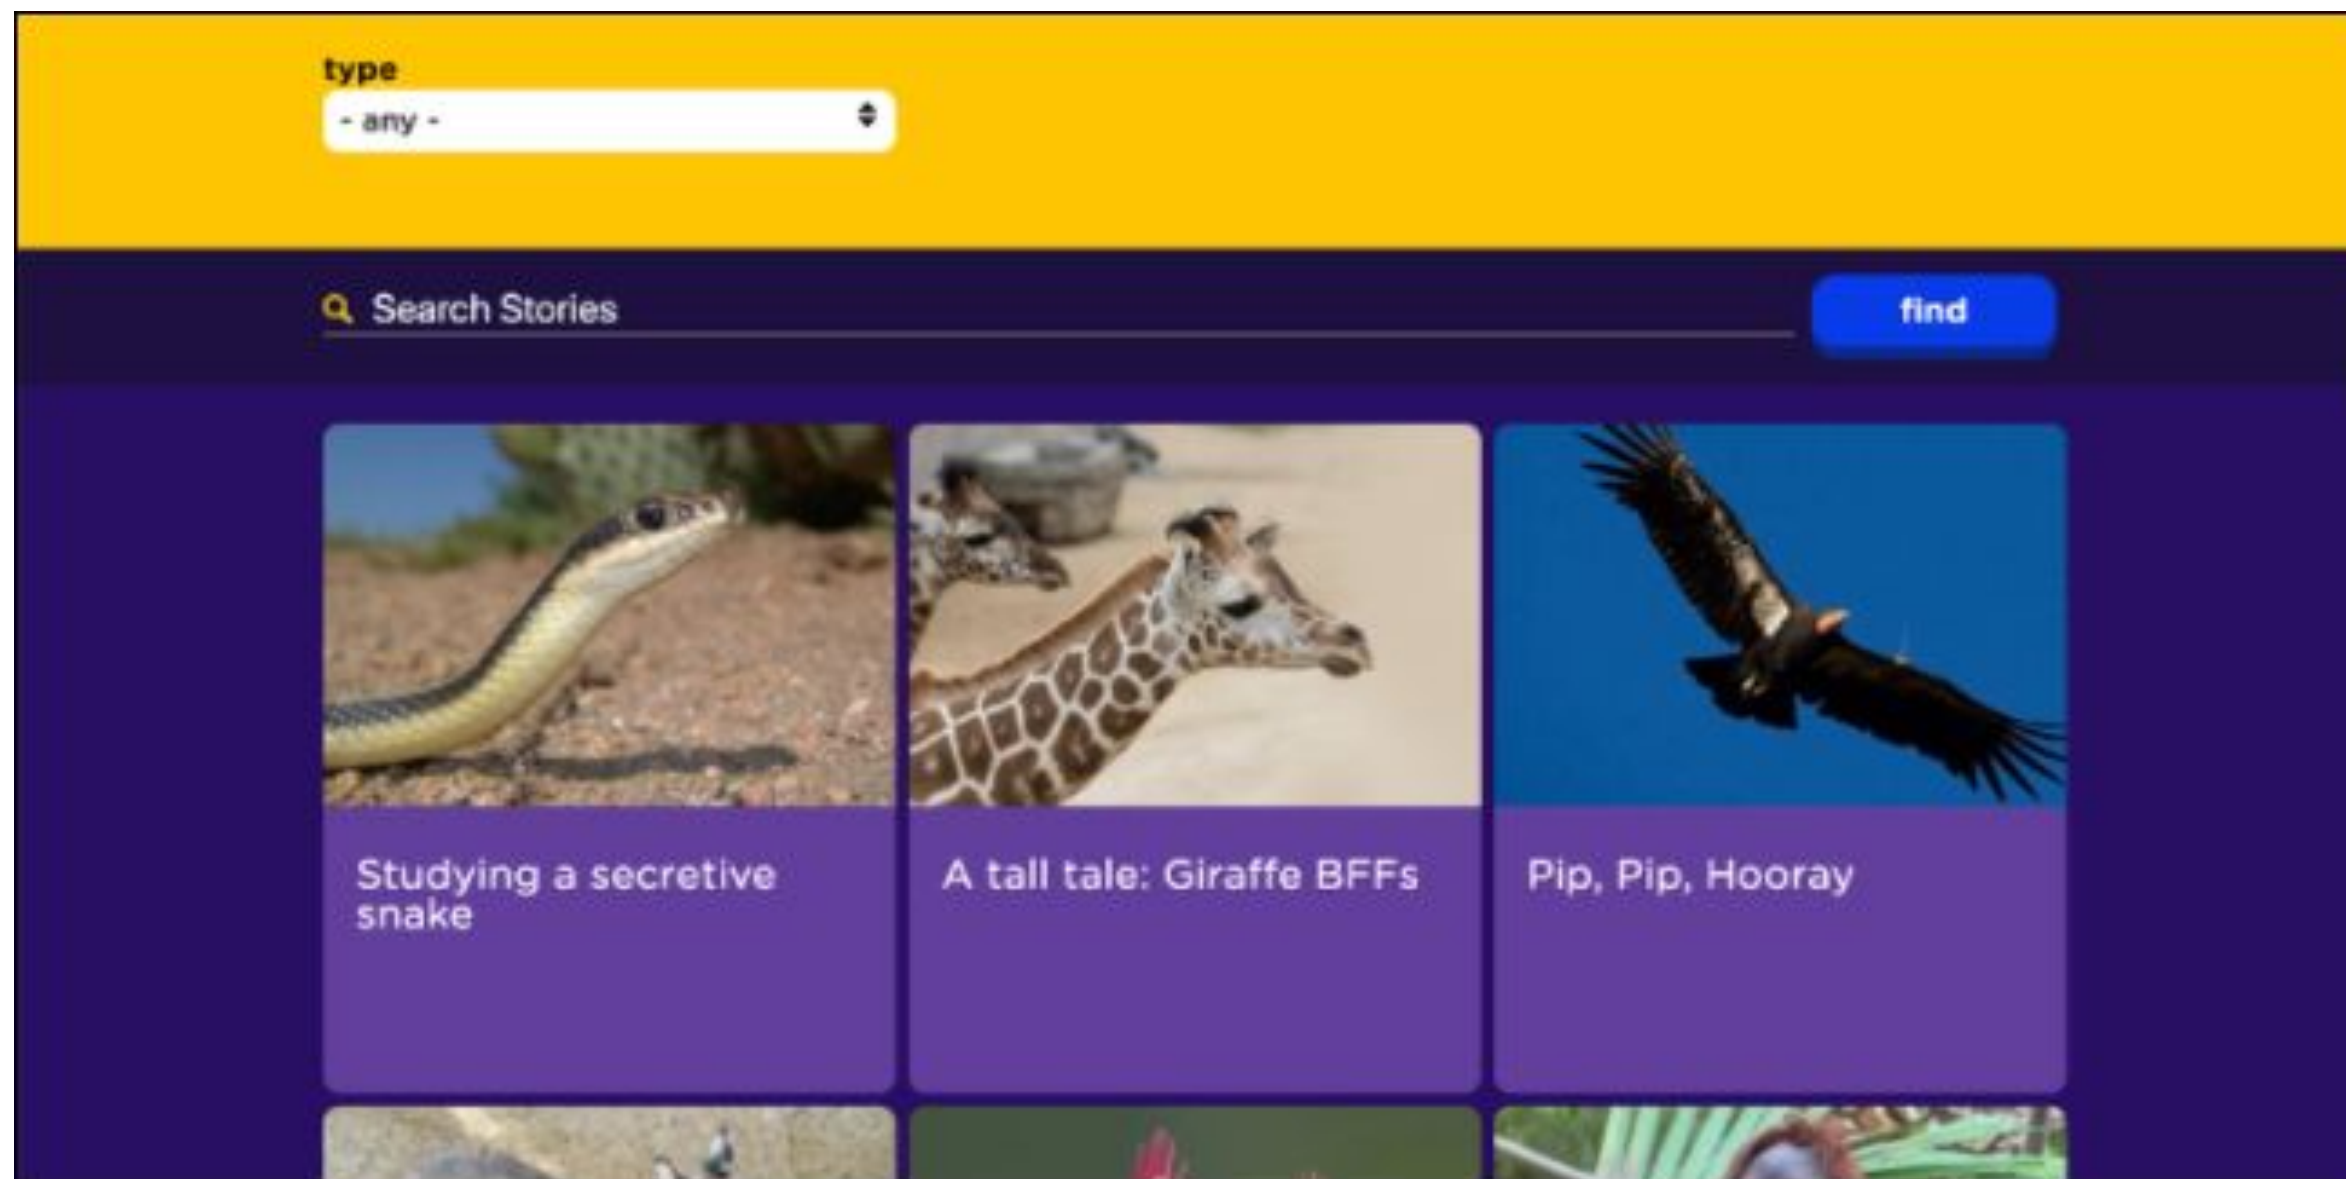 type
- any -
Search Stories
find
Studying a secretive
snake
A tall tale: Giraffe BFFs
Pip, Pip, Hooray